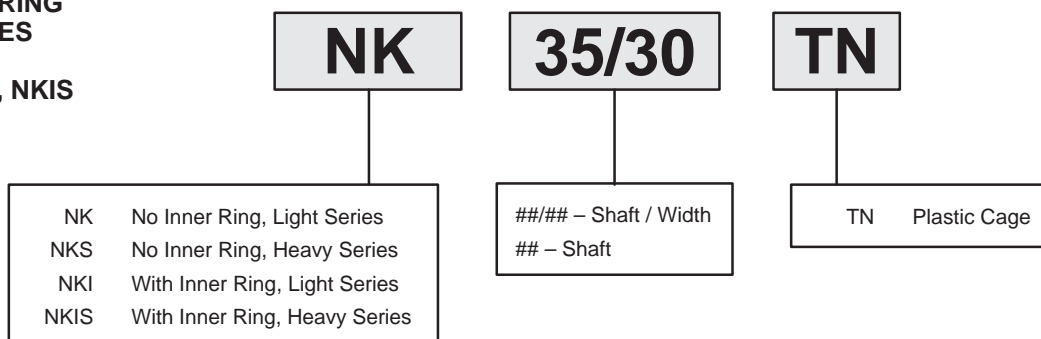 RING
ES
, NKIS
NK 35/30 TN
NK No Inner Ring, Light Series
NKS No Inner Ring, Heavy Series
NKI With Inner Ring, Light Series
NKIS With Inner Ring, Heavy Series
##/## – Shaft / Width
## – Shaft
TN Plastic Cage